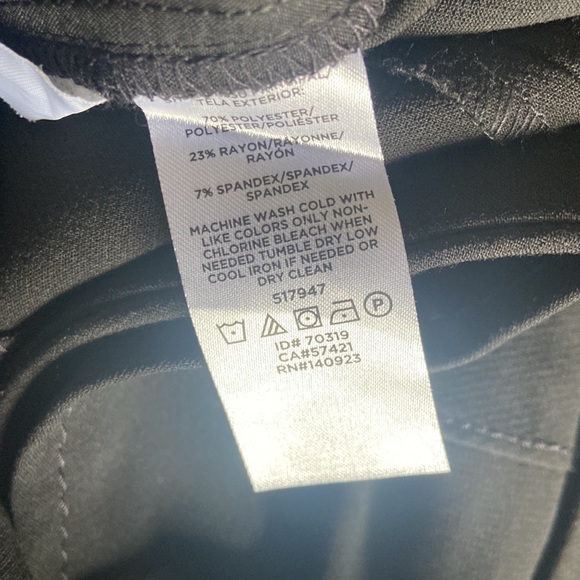 TELA EXTERIOR:
70% POLYESTER/
POLYESTER/POLIÉSTER
23% RAYON/RAYONNE/
RAYÓN
7% SPANDEX/SPANDEX/
SPANDEX
MACHINE WASH COLD WITH
LIKE COLORS ONLY NON-
CHLORINE BLEACH WHEN
NEEDED TUMBLE DRY LOW
COOL IRON IF NEEDED OR
DRY CLEAN
517947
P
ID# 70319
CA#57421
RN#140923